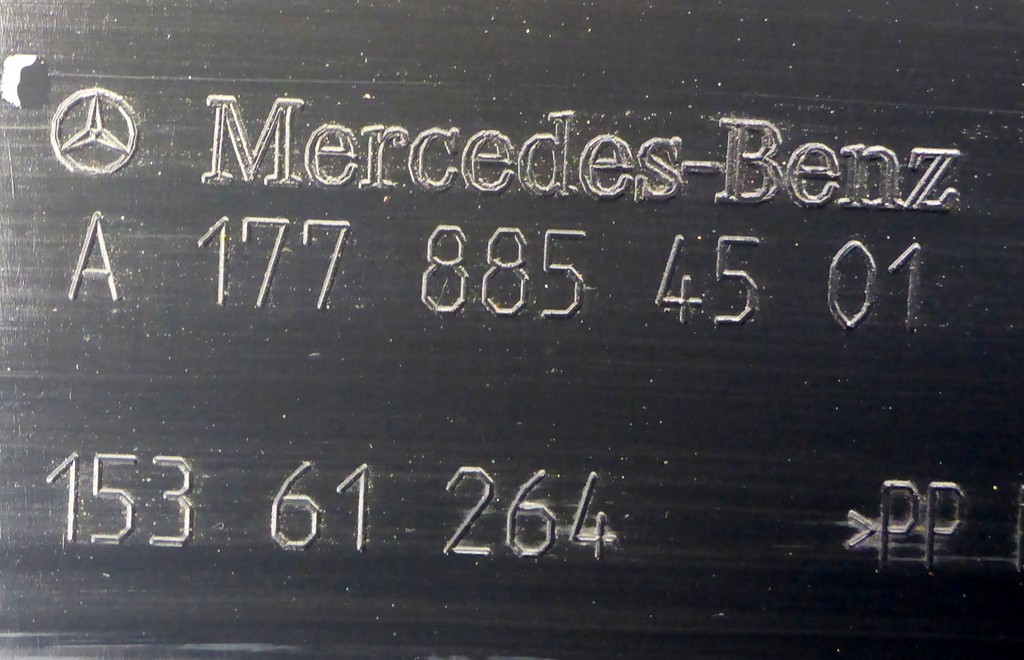 Mercedes-Benz
A 177 885 45 01
153 61 264 >PP